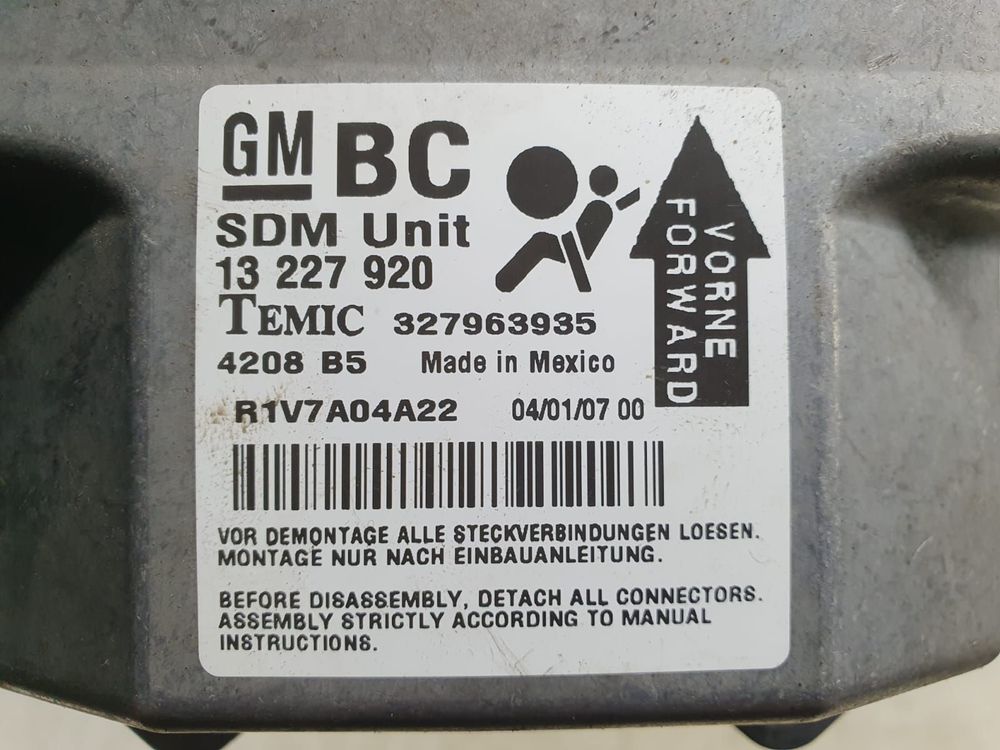 GM BC
SDM Unit
13 227 920
TEMIC 327963935
4208 B5 Made in Mexico
R1V7A04A22 04/01/07 00
VORNE
FORWARD
VOR DEMONTAGE ALLE STECKVERBINDUNGEN LOESEN.
MONTAGE NUR NACH EINBAUANLEITUNG.
BEFORE DISASSEMBLY, DETACH ALL CONNECTORS.
ASSEMBLY STRICTLY ACCORDING TO MANUAL
INSTRUCTIONS.